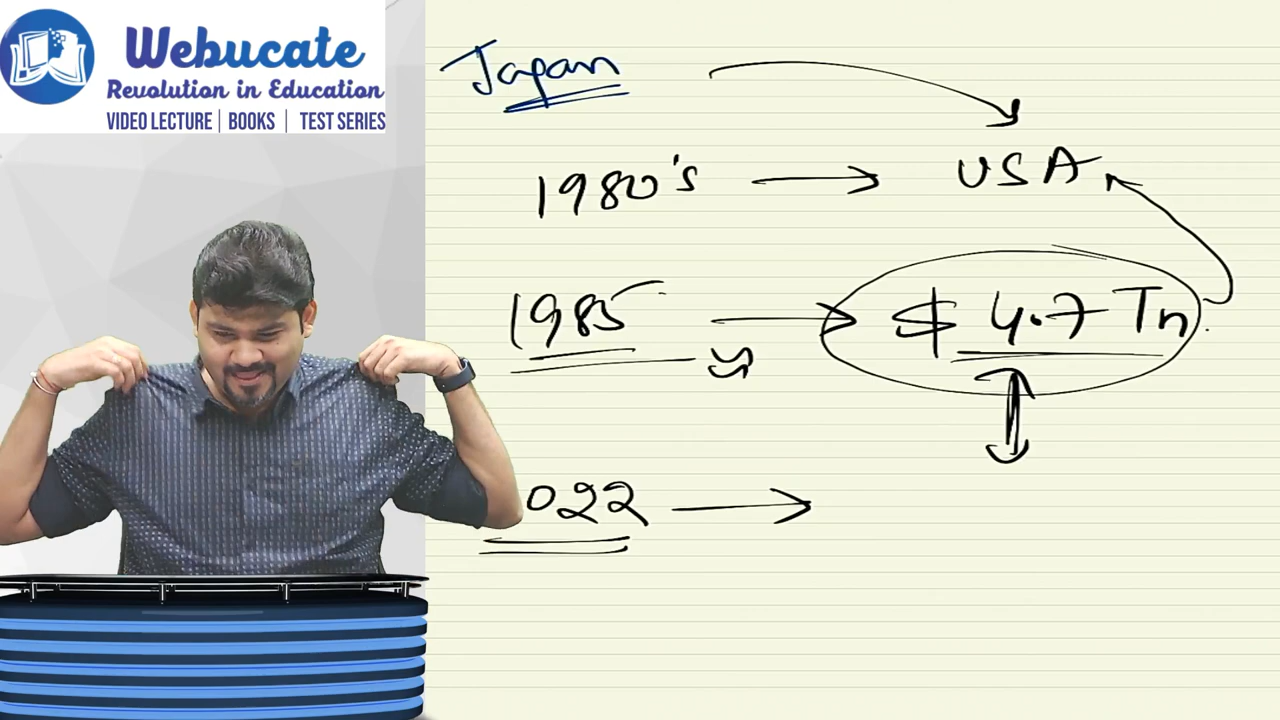 Webucate
Revolution in Education
VIDEO LECTURE | BOOKS | TEST SERIES
Japan
1980's → USA
1985 → $ 4.7 Tn.
022 →